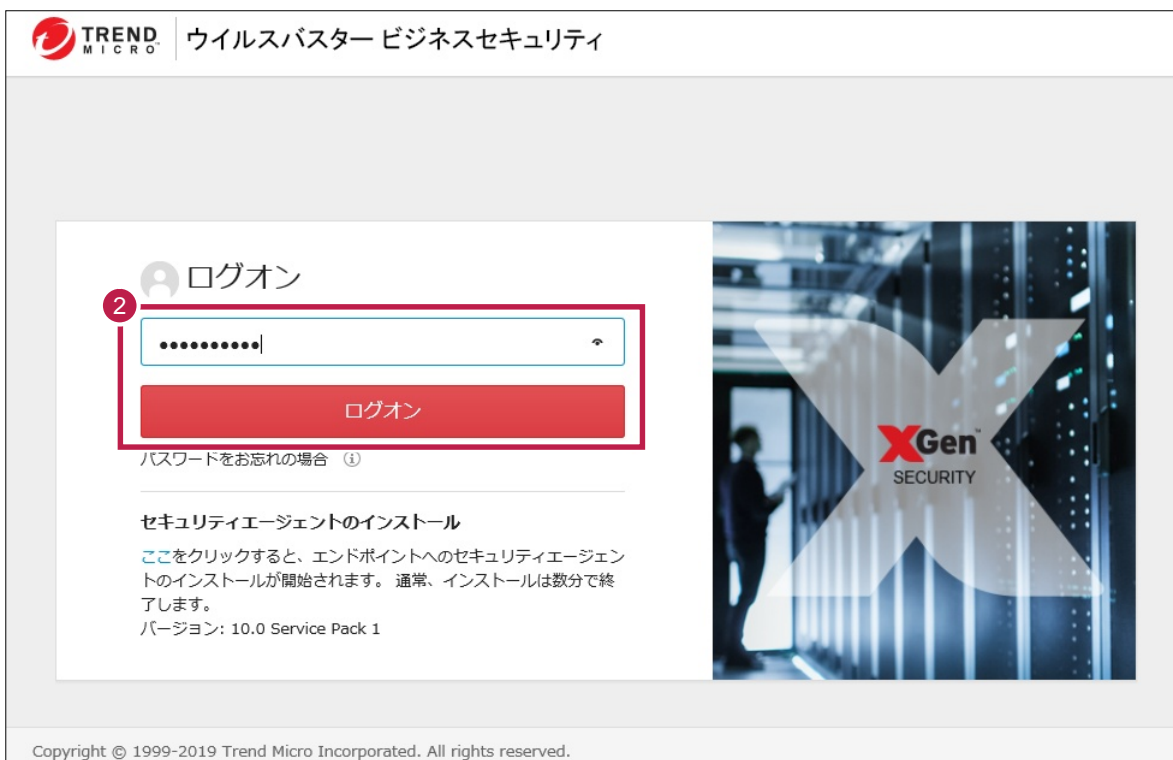 TREND MICRO™ ウイルスバスター ビジネスセキュリティ
ログオン
2
••••••••••
ログオン
パスワードをお忘れの場合 ⓘ
セキュリティエージェントのインストール
ここをクリックすると、エンドポイントへのセキュリティエージェン
トのインストールが開始されます。 通常、インストールは数分で終
了します。
バージョン: 10.0 Service Pack 1
XGen™
SECURITY
Copyright © 1999-2019 Trend Micro Incorporated. All rights reserved.